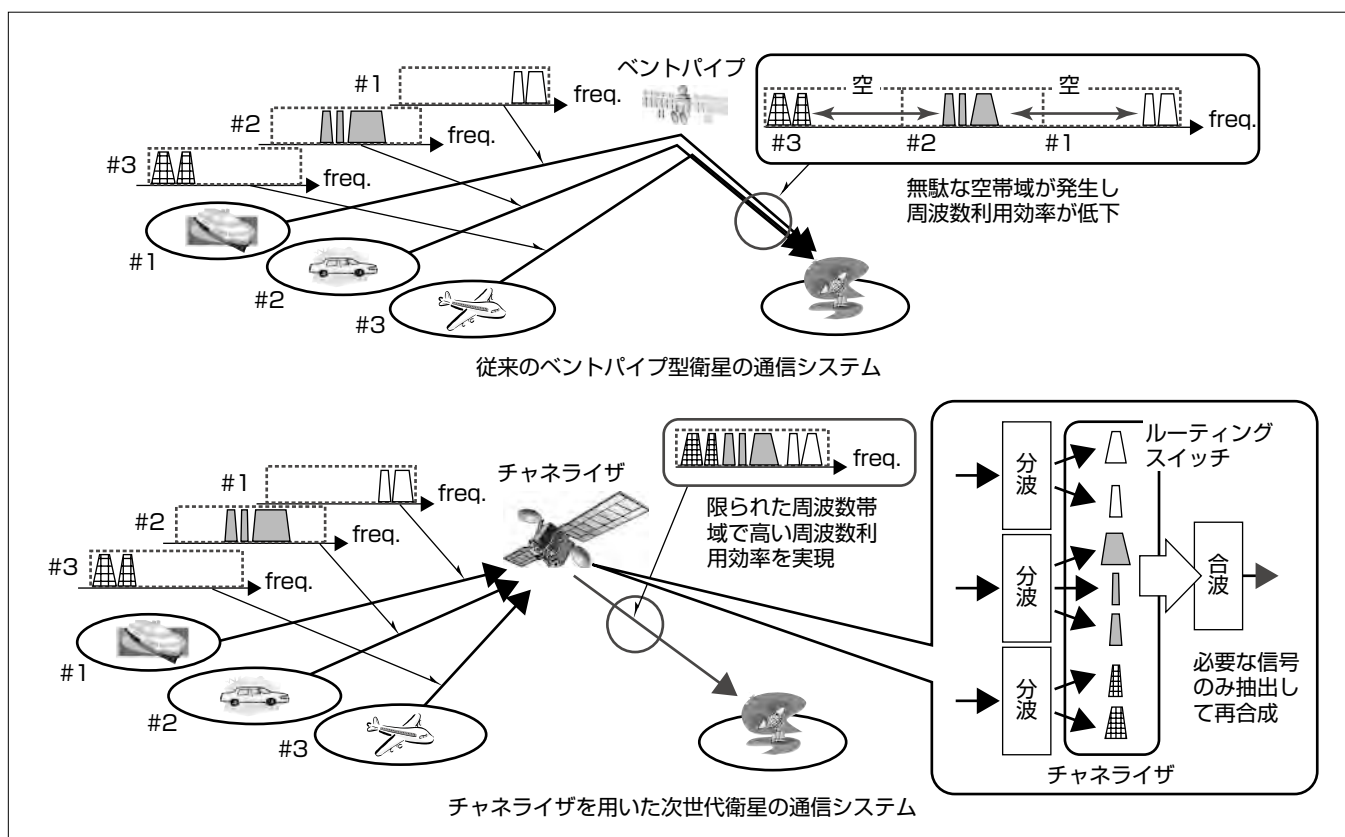 ベントパイプ
#1
freq.
#2
freq.
#3
freq.
#1
#2
#3
空
空
freq.
#3
#2
#1
無駄な空帯域が発生し
周波数利用効率が低下
従来のベントパイプ型衛星の通信システム
チャネライザ
#1
freq.
#2
freq.
#3
freq.
#1
#2
#3
freq.
限られた周波数帯
域で高い周波数利
用効率を実現
ルーティング
スイッチ
分波
分波
分波
合波
必要な信号
のみ抽出し
て再合成
チャネライザ
チャネライザを用いた次世代衛星の通信システム